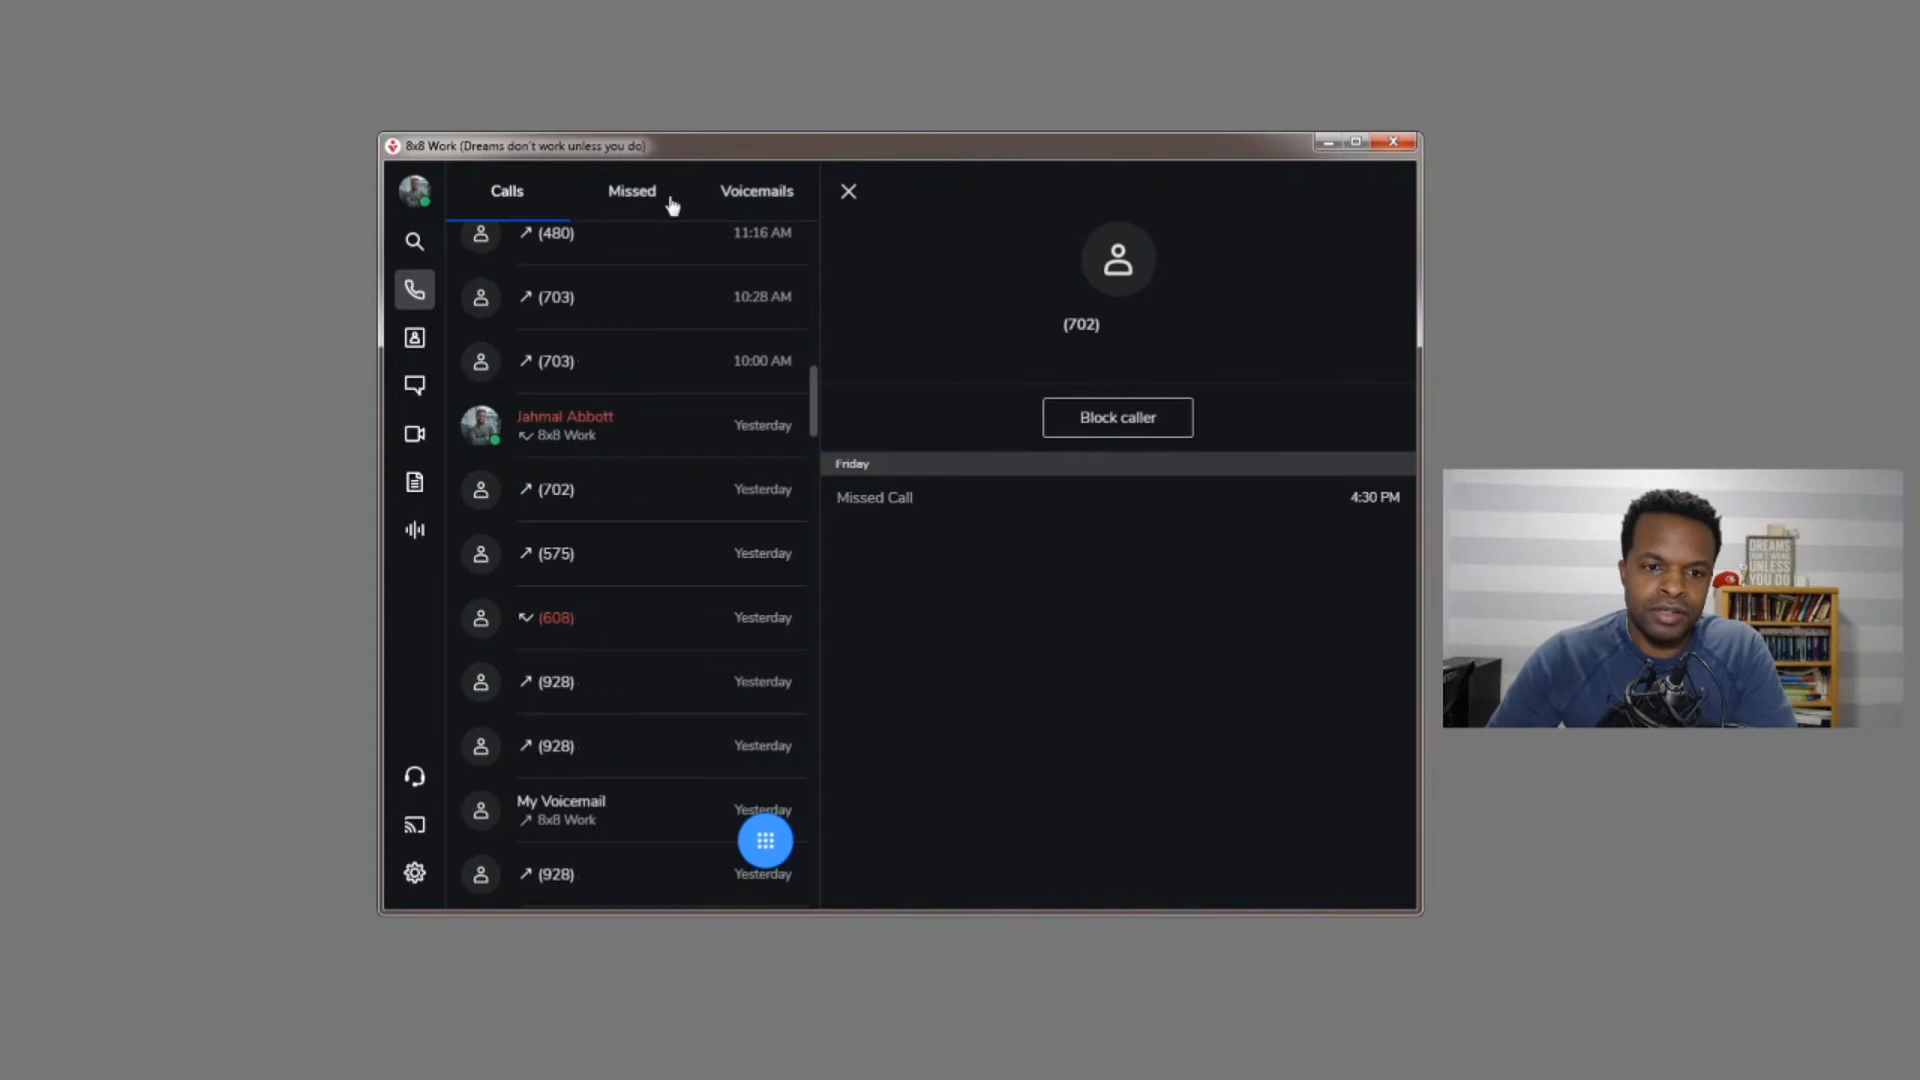 8x8 Work (Dreams don't work unless you do)
Calls
Missed
Voicemails
(480)
11:16 AM
(703)
10:28 AM
(703)
10:00 AM
Jahmal Abbott
8x8 Work
Yesterday
(702)
Yesterday
(575)
Yesterday
(608)
Yesterday
(928)
Yesterday
(928)
Yesterday
My Voicemail
8x8 Work
Yesterday
(928)
Yesterday
(702)
Block caller
Friday
Missed Call
4:30 PM
DREAMS
DON'T WORK
UNLESS
YOU DO